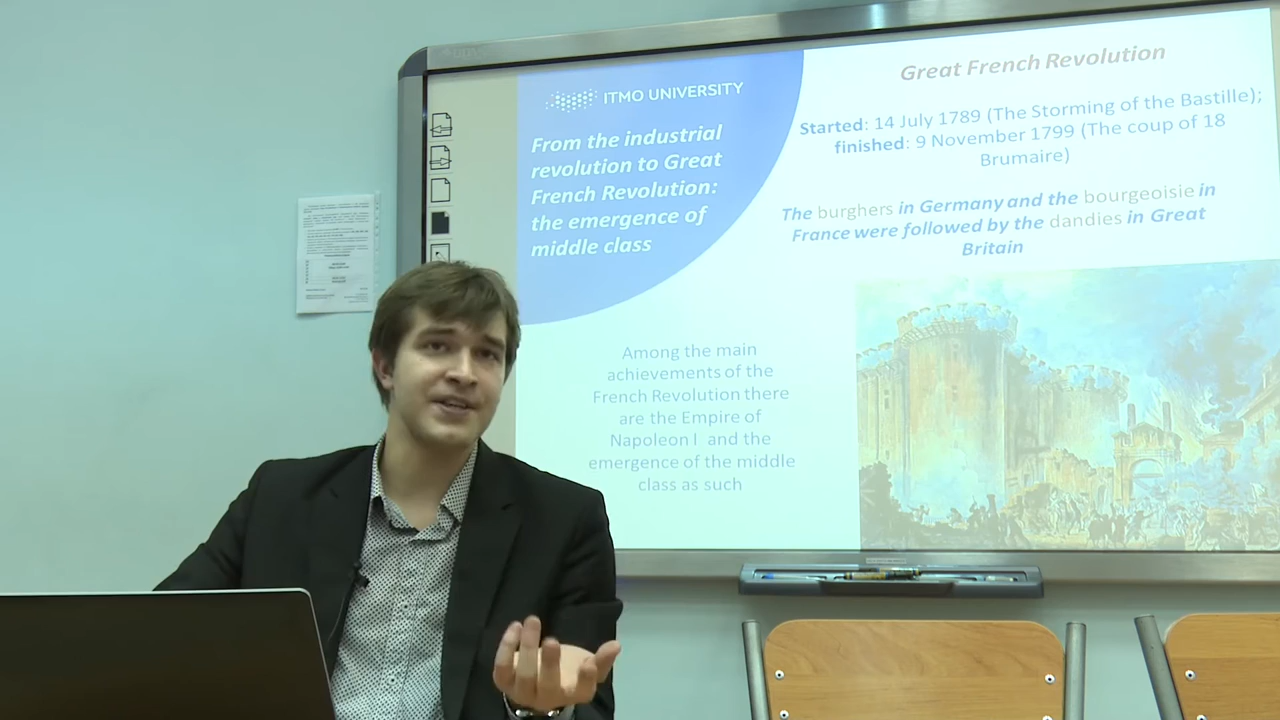 ITMO UNIVERSITY
From the industrial
revolution to Great
French Revolution:
the emergence of
middle class
Great French Revolution
Started: 14 July 1789 (The Storming of the Bastille);
finished: 9 November 1799 (The coup of 18
Brumaire)
The burghers in Germany and the bourgeoisie in
France were followed by the dandies in Great
Britain
Among the main
achievements of the
French Revolution there
are the Empire of
Napoleon I and the
emergence of the middle
class as such